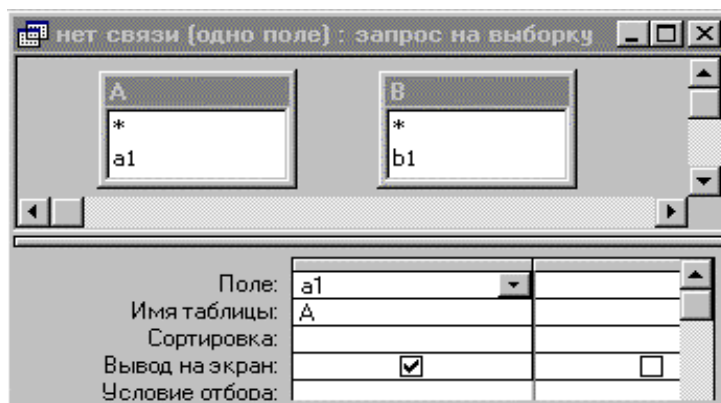 нет связи (одно поле) : запрос на выборку
A
B
*
*
a1
b1
Поле: a1
Имя таблицы: A
Сортировка:
Вывод на экран:
Условие отбора: